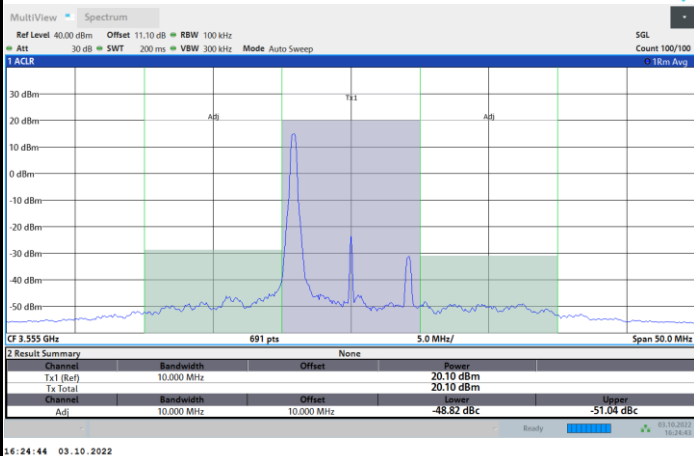 MultiView Spectrum
Ref Level 40.00 dBm Offset 11.10 dB RBW 100 kHz SGL
Att 30 dB SWT 200 ms VBW 300 kHz Mode Auto Sweep Count 100/100
1 ACLR 1Rm Avg
30 dBm
Tx1
20 dBm Adj Adj
10 dBm
0 dBm
-10 dBm
-20 dBm
-30 dBm
-40 dBm
-50 dBm
CF 3.555 GHz 691 pts 5.0 MHz/ Span 50.0 MHz
2 Result Summary None
Channel Bandwidth Offset Power
Tx1 (Ref) 10.000 MHz 20.10 dBm
Tx Total 20.10 dBm
Channel Bandwidth Offset Lower Upper
Adj 10.000 MHz 10.000 MHz -48.82 dBc -51.04 dBc
Ready 03.10.2022
16:24:43
16:24:44 03.10.2022